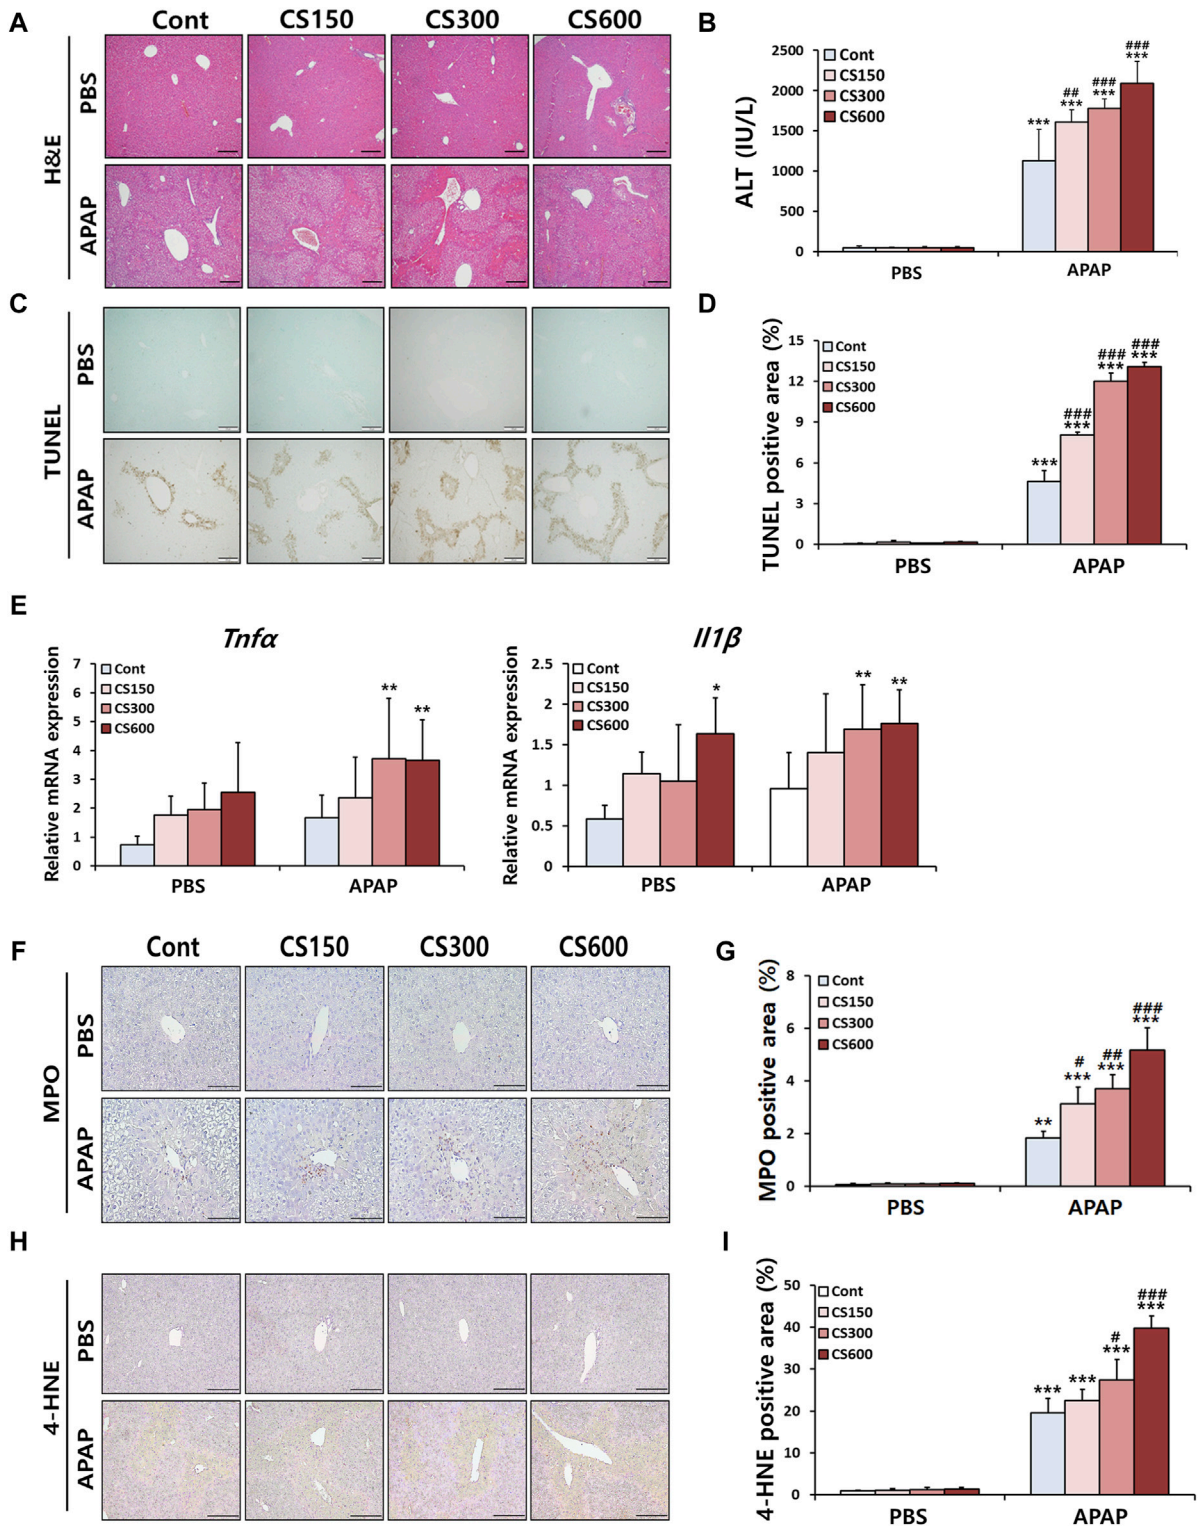 A
Cont CS150 CS300 CS600
H&E
PBS
APAP
B
ALT (IU/L)
2500
2000
1500
1000
500
0
Cont
CS150
CS300
CS600
***
##
***
###
***
###
***
PBS APAP
C
TUNEL
PBS
APAP
D
TUNEL positive area (%)
15
12
9
6
3
0
Cont
CS150
CS300
CS600
***
###
***
###
***
###
***
PBS APAP
E
Tnfα
Relative mRNA expression
7
6
5
4
3
2
1
0
Cont
CS150
CS300
CS600
**
**
PBS APAP
Il1β
Relative mRNA expression
2.5
2
1.5
1
0.5
0
Cont
CS150
CS300
CS600
*
**
**
PBS APAP
F
Cont CS150 CS300 CS600
MPO
PBS
APAP
G
MPO positive area (%)
8
6
4
2
0
Cont
CS150
CS300
CS600
**
#
***
##
***
###
***
PBS APAP
H
4-HNE
PBS
APAP
I
4-HNE positive area (%)
50
40
30
20
10
0
Cont
CS150
CS300
CS600
***
***
#
***
###
***
PBS APAP